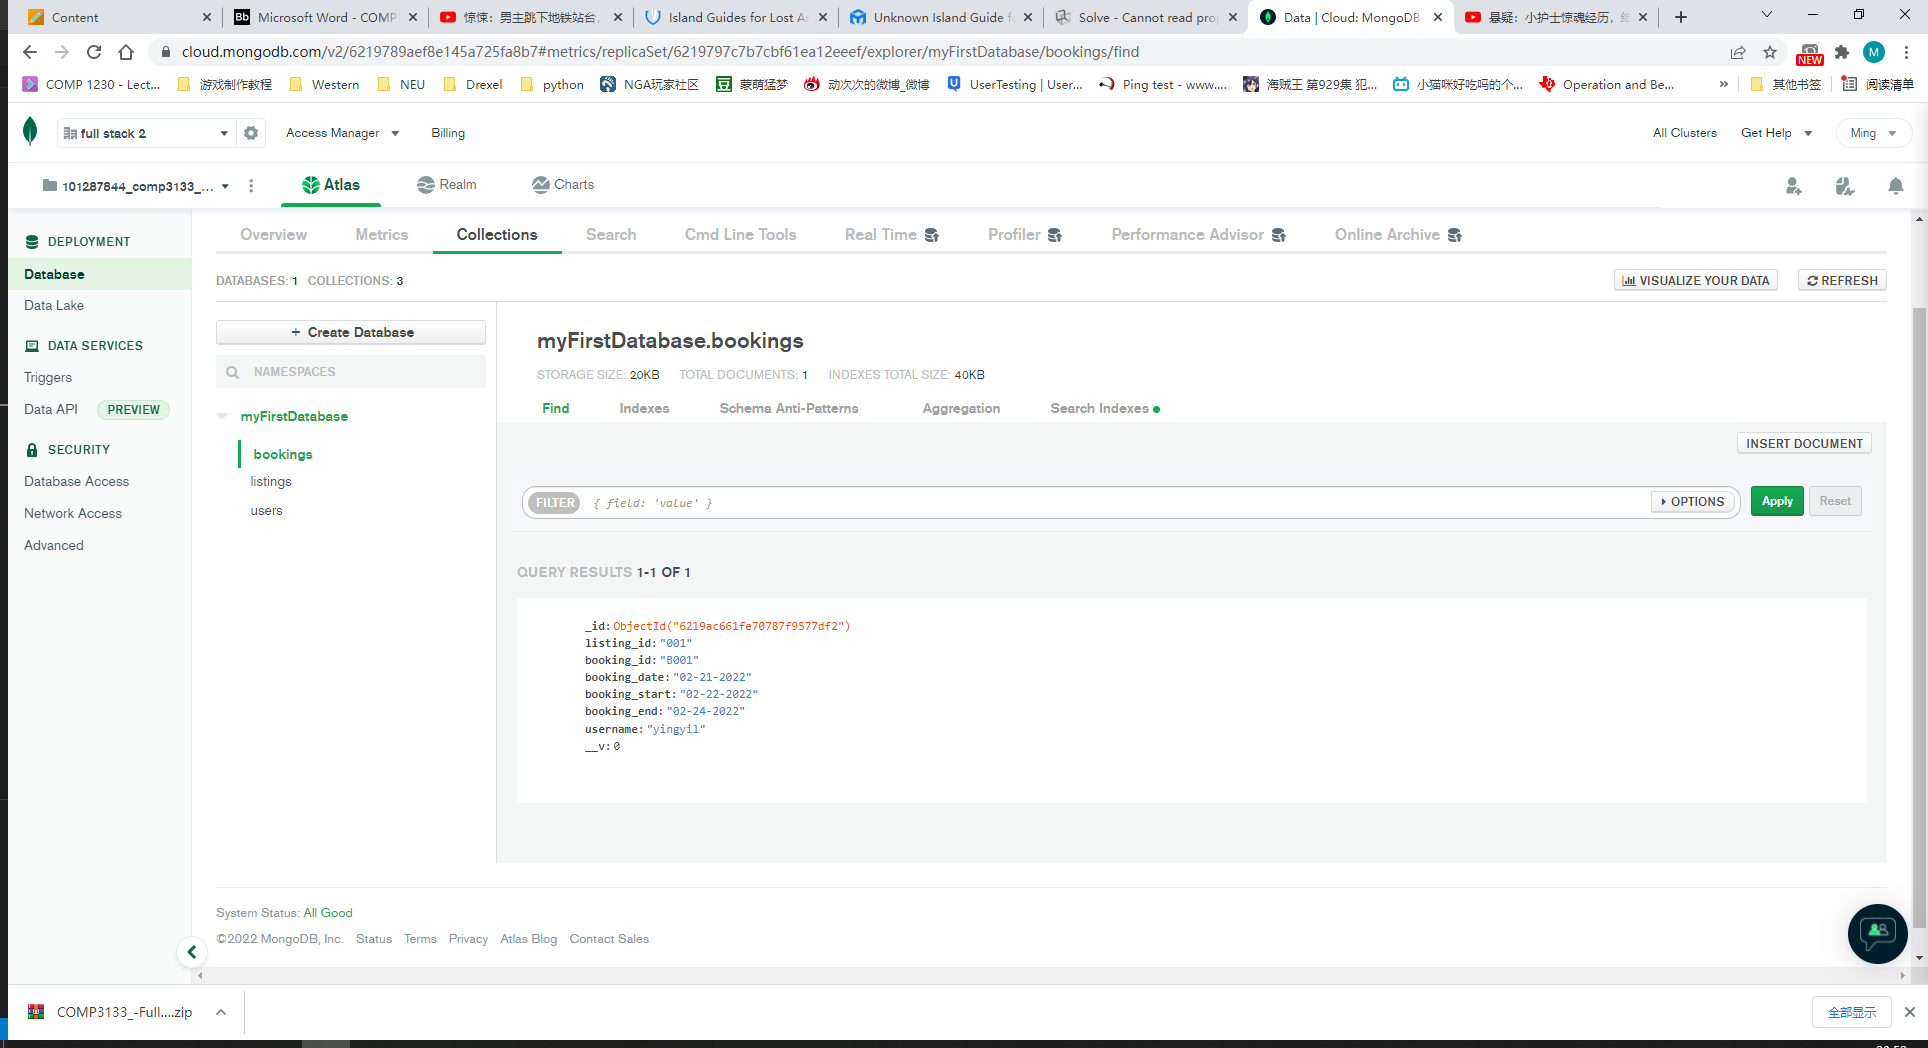 Content
Microsoft Word - COMP
惊悚：男主跳下地铁站台
Island Guides for Lost Ar
Unknown Island Guide f
Solve - Cannot read prop
Data | Cloud: MongoDB
悬疑：小护士惊魂经历，
cloud.mongodb.com/v2/6219789aef8e145a725fa8b7#metrics/replicaSet/6219797c7b7cbf61ea12eeef/explorer/myFirstDatabase/bookings/find
NEW
M
COMP 1230 - Lect...
游戏制作教程
Western
NEU
Drexel
python
NGA玩家社区
蒙萌猛梦
动次次的微博_微博
UserTesting | User...
Ping test - www....
海贼王 第929集 犯...
小猫咪好吃吗的个...
Operation and Be...
»
其他书签
阅读清单
full stack 2
Access Manager
Billing
All Clusters
Get Help
Ming
101287844_comp3133_...
Atlas
Realm
Charts
DEPLOYMENT
Database
Data Lake
DATA SERVICES
Triggers
Data API PREVIEW
SECURITY
Database Access
Network Access
Advanced
Overview
Metrics
Collections
Search
Cmd Line Tools
Real Time
Profiler
Performance Advisor
Online Archive
DATABASES: 1 COLLECTIONS: 3
VISUALIZE YOUR DATA
REFRESH
+ Create Database
NAMESPACES
myFirstDatabase
bookings
listings
users
myFirstDatabase.bookings
STORAGE SIZE: 20KB TOTAL DOCUMENTS: 1 INDEXES TOTAL SIZE: 40KB
Find
Indexes
Schema Anti-Patterns
Aggregation
Search Indexes
INSERT DOCUMENT
FILTER { field: 'value' }
OPTIONS
Apply
Reset
QUERY RESULTS 1-1 OF 1
_id: ObjectId("6219ac661fe70787f9577df2")
listing_id: "001"
booking_id: "B001"
booking_date: "02-21-2022"
booking_start: "02-22-2022"
booking_end: "02-24-2022"
username: "yingyil"
__v: 0
System Status: All Good
©2022 MongoDB, Inc. Status Terms Privacy Atlas Blog Contact Sales
COMP3133_-Full....zip
全部显示